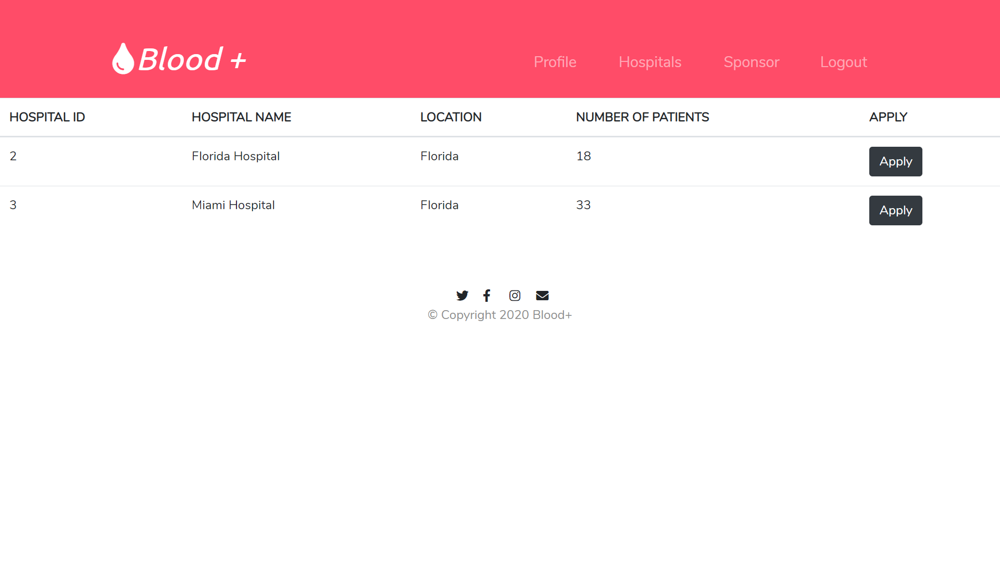 Blood + Profile Hospitals Sponsor Logout
HOSPITAL ID HOSPITAL NAME LOCATION NUMBER OF PATIENTS APPLY
2 Florida Hospital Florida 18 Apply
3 Miami Hospital Florida 33 Apply
© Copyright 2020 Blood+